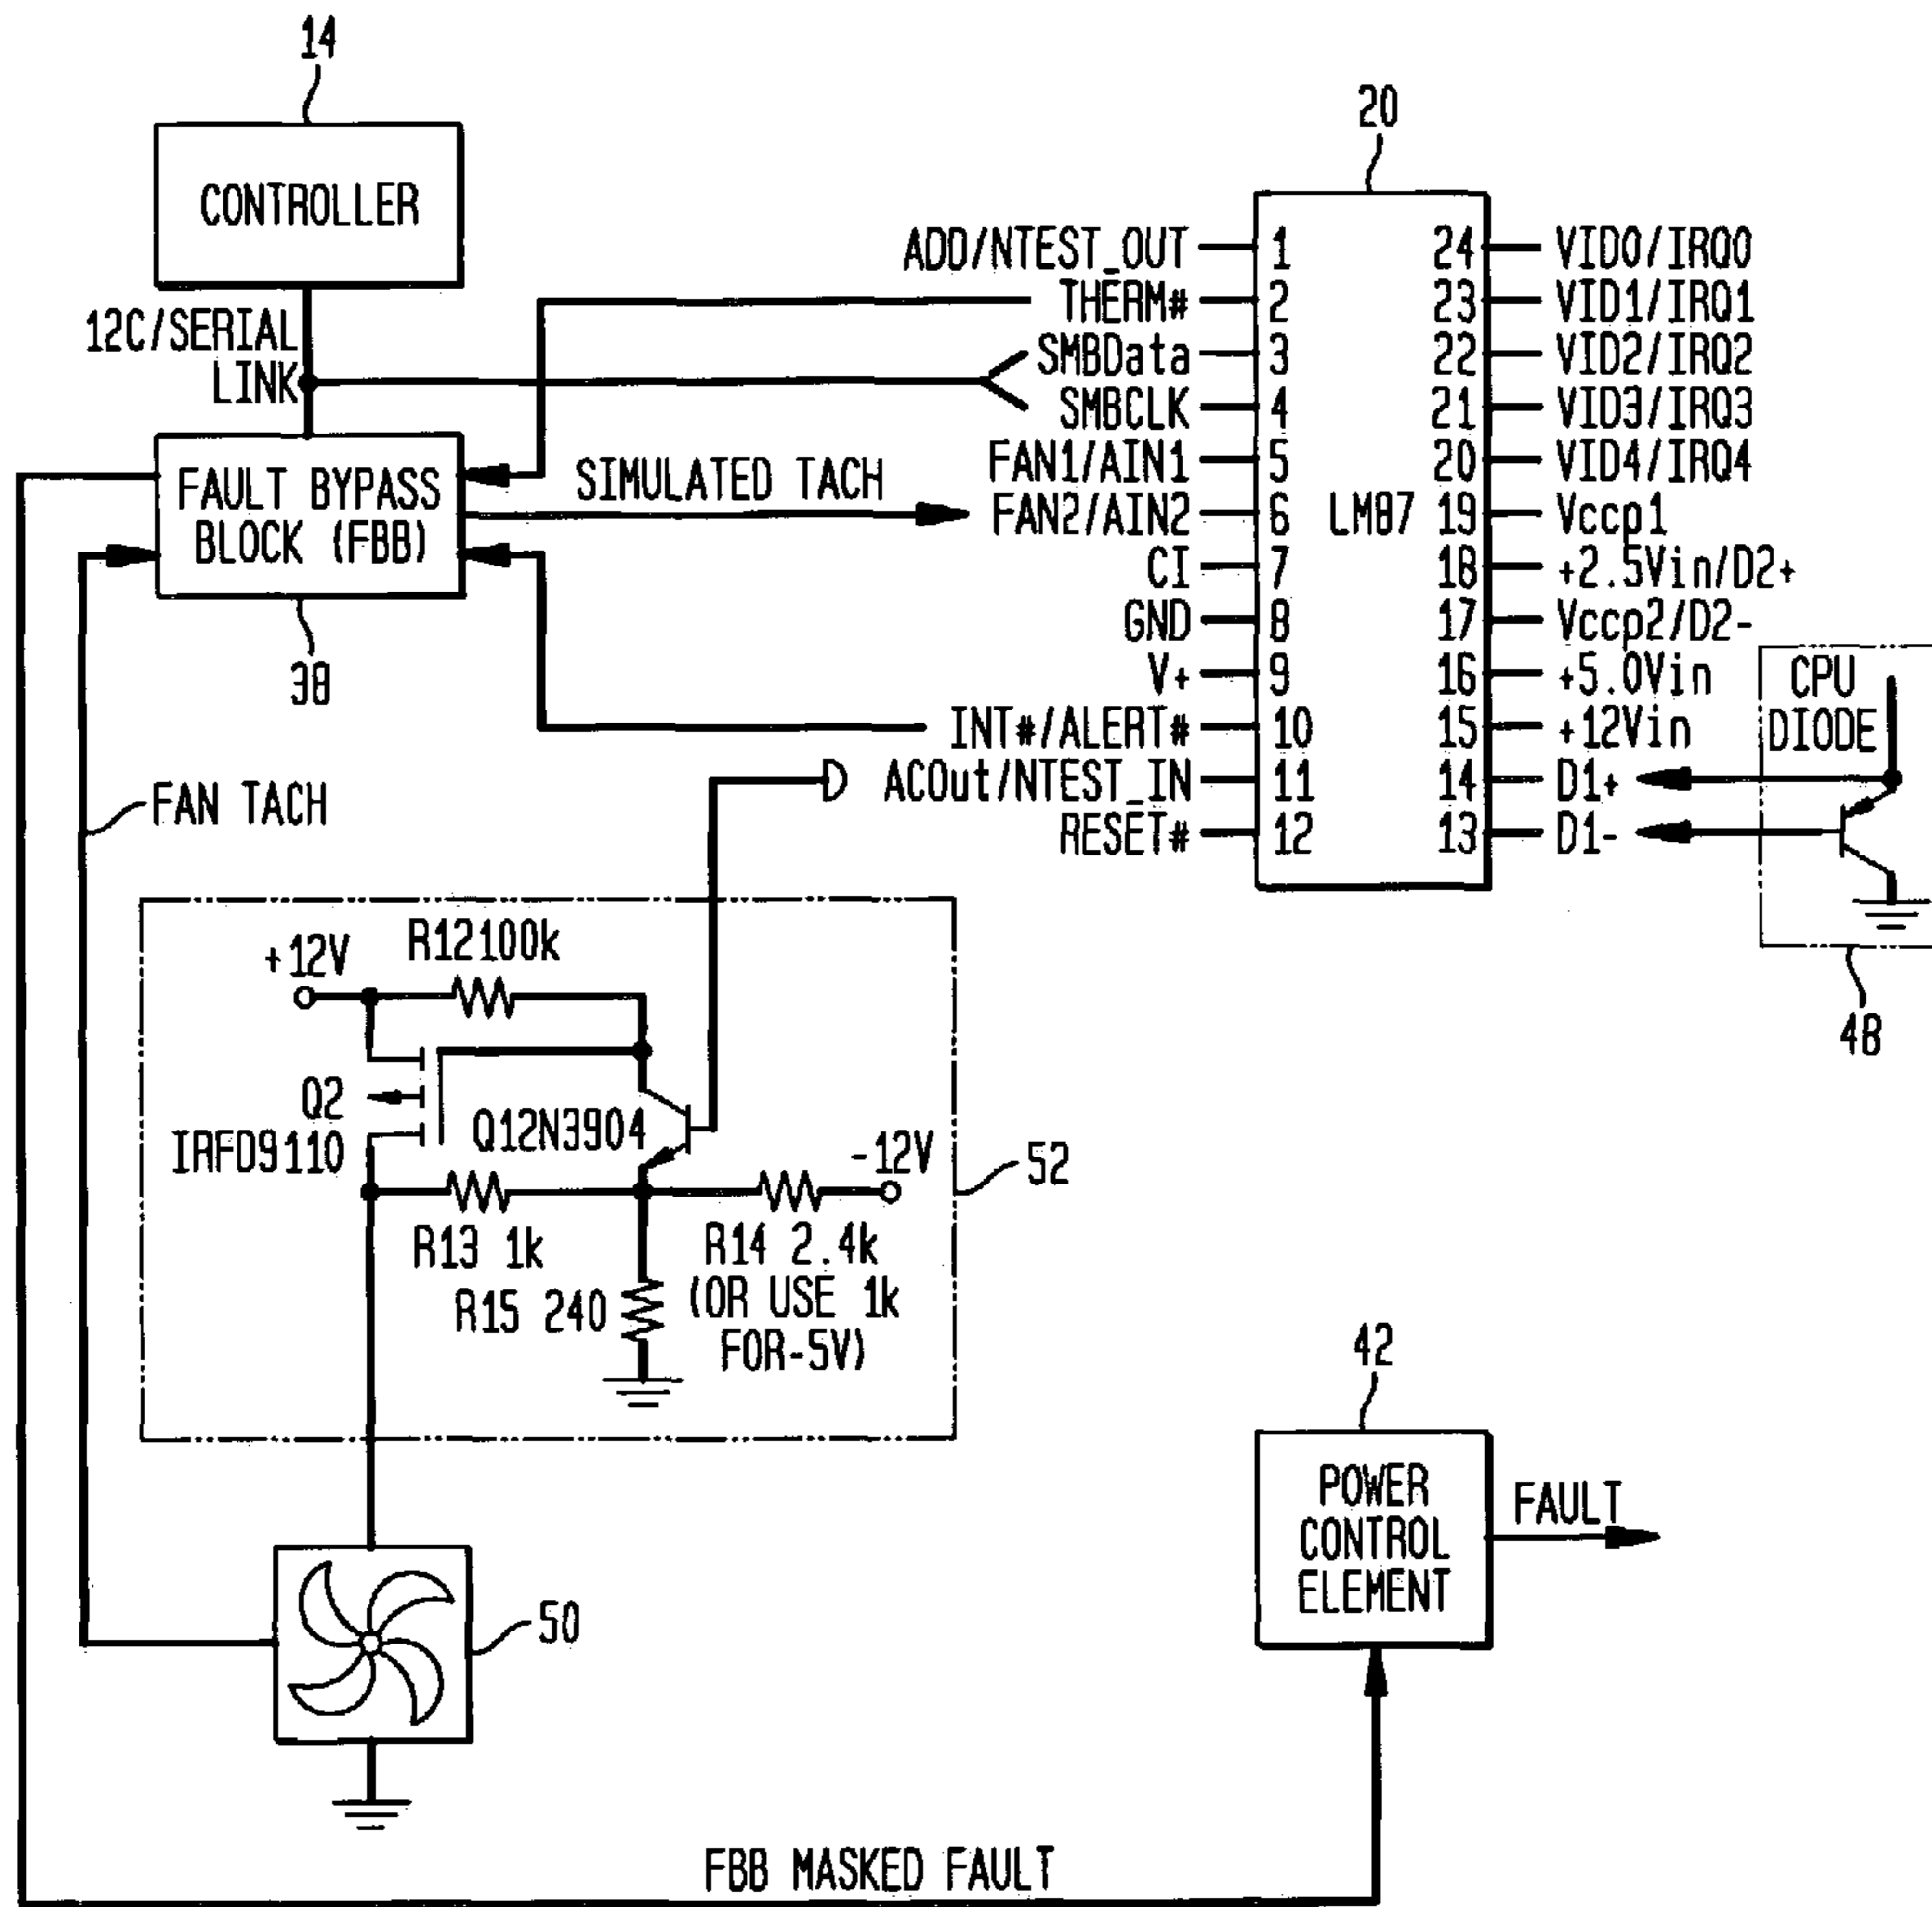 14
CONTROLLER
12C/SERIAL
LINK
FAULT BYPASS
BLOCK (FBB)
38
SIMULATED TACH
FAN TACH
20
LM87
ADD/NTEST_OUT 1
THERM# 2
SMBData 3
SMBCLK 4
FAN1/AIN1 5
FAN2/AIN2 6
CI 7
GND 8
V+ 9
INT#/ALERT# 10
ACOut/NTEST_IN 11
RESET# 12
24 VID0/IRQ0
23 VID1/IRQ1
22 VID2/IRQ2
21 VID3/IRQ3
20 VID4/IRQ4
19 Vccp1
18 +2.5Vin/D2+
17 Vccp2/D2-
16 +5.0Vin
15 +12Vin
14 D1+
13 D1-
CPU
DIODE
48
+12V
R12100k
Q2
IRFD9110
Q12N3904
-12V
52
R13 1k
R14 2.4k
(OR USE 1k
FOR-5V)
R15 240
50
42
POWER
CONTROL
ELEMENT
FAULT
FBB MASKED FAULT